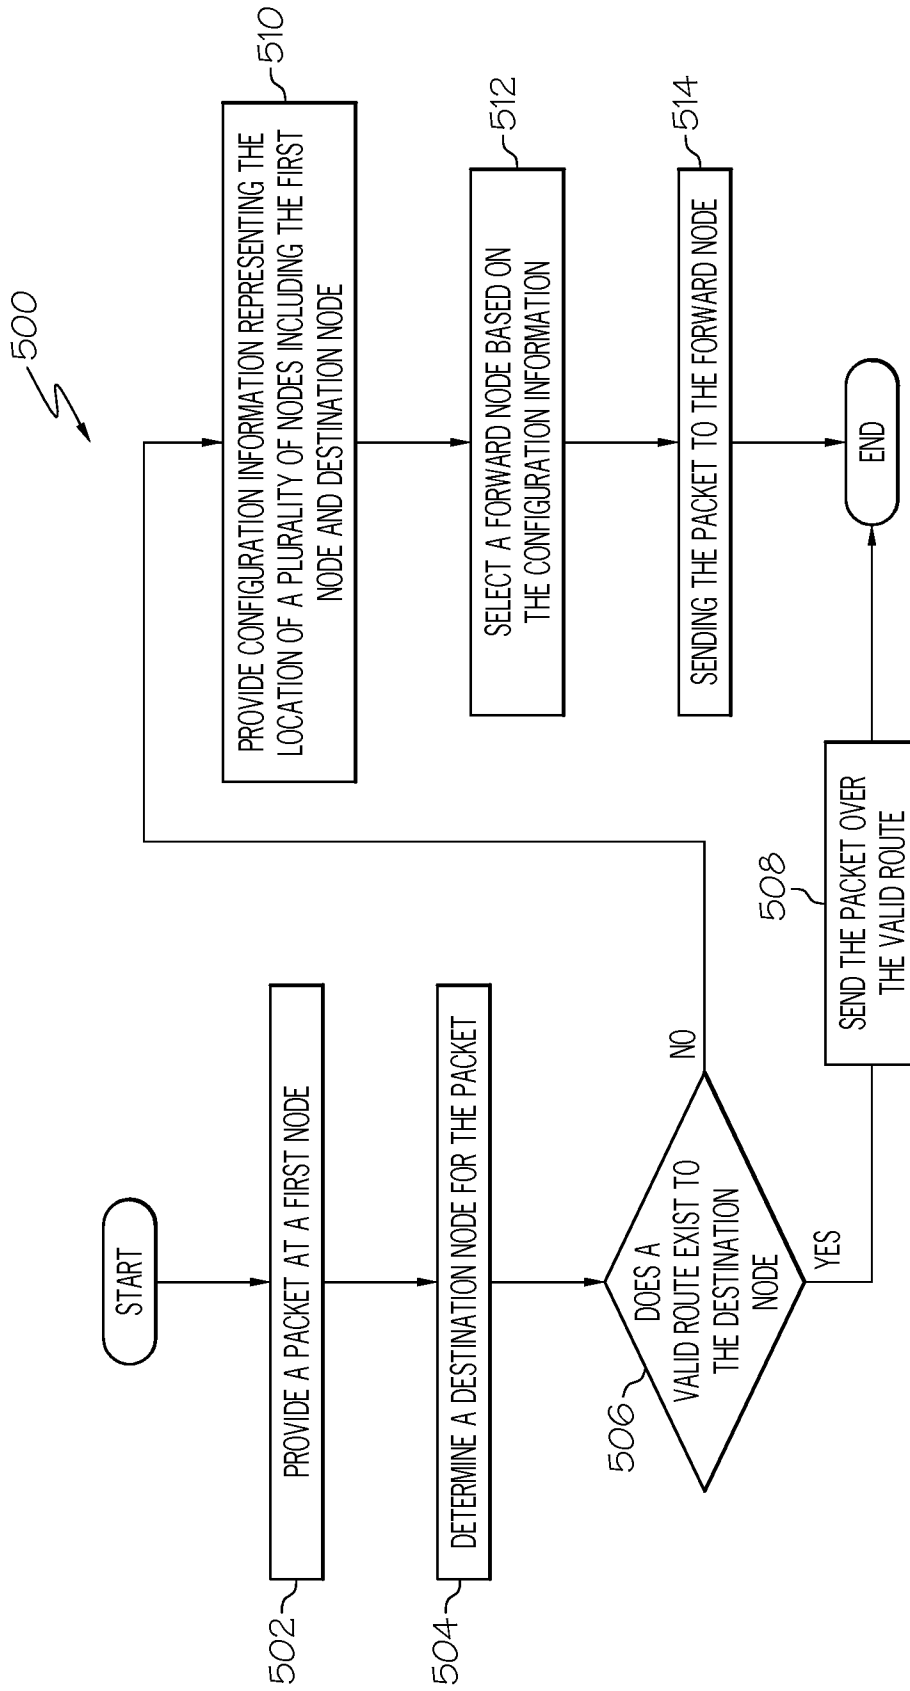 500
START
PROVIDE A PACKET AT A FIRST NODE
502
DETERMINE A DESTINATION NODE FOR THE PACKET
504
DOES A
VALID ROUTE EXIST TO
THE DESTINATION
NODE
506
NO
YES
SEND THE PACKET OVER
THE VALID ROUTE
508
PROVIDE CONFIGURATION INFORMATION REPRESENTING THE
LOCATION OF A PLURALITY OF NODES INCLUDING THE FIRST
NODE AND DESTINATION NODE
510
SELECT A FORWARD NODE BASED ON
THE CONFIGURATION INFORMATION
512
SENDING THE PACKET TO THE FORWARD NODE
514
END